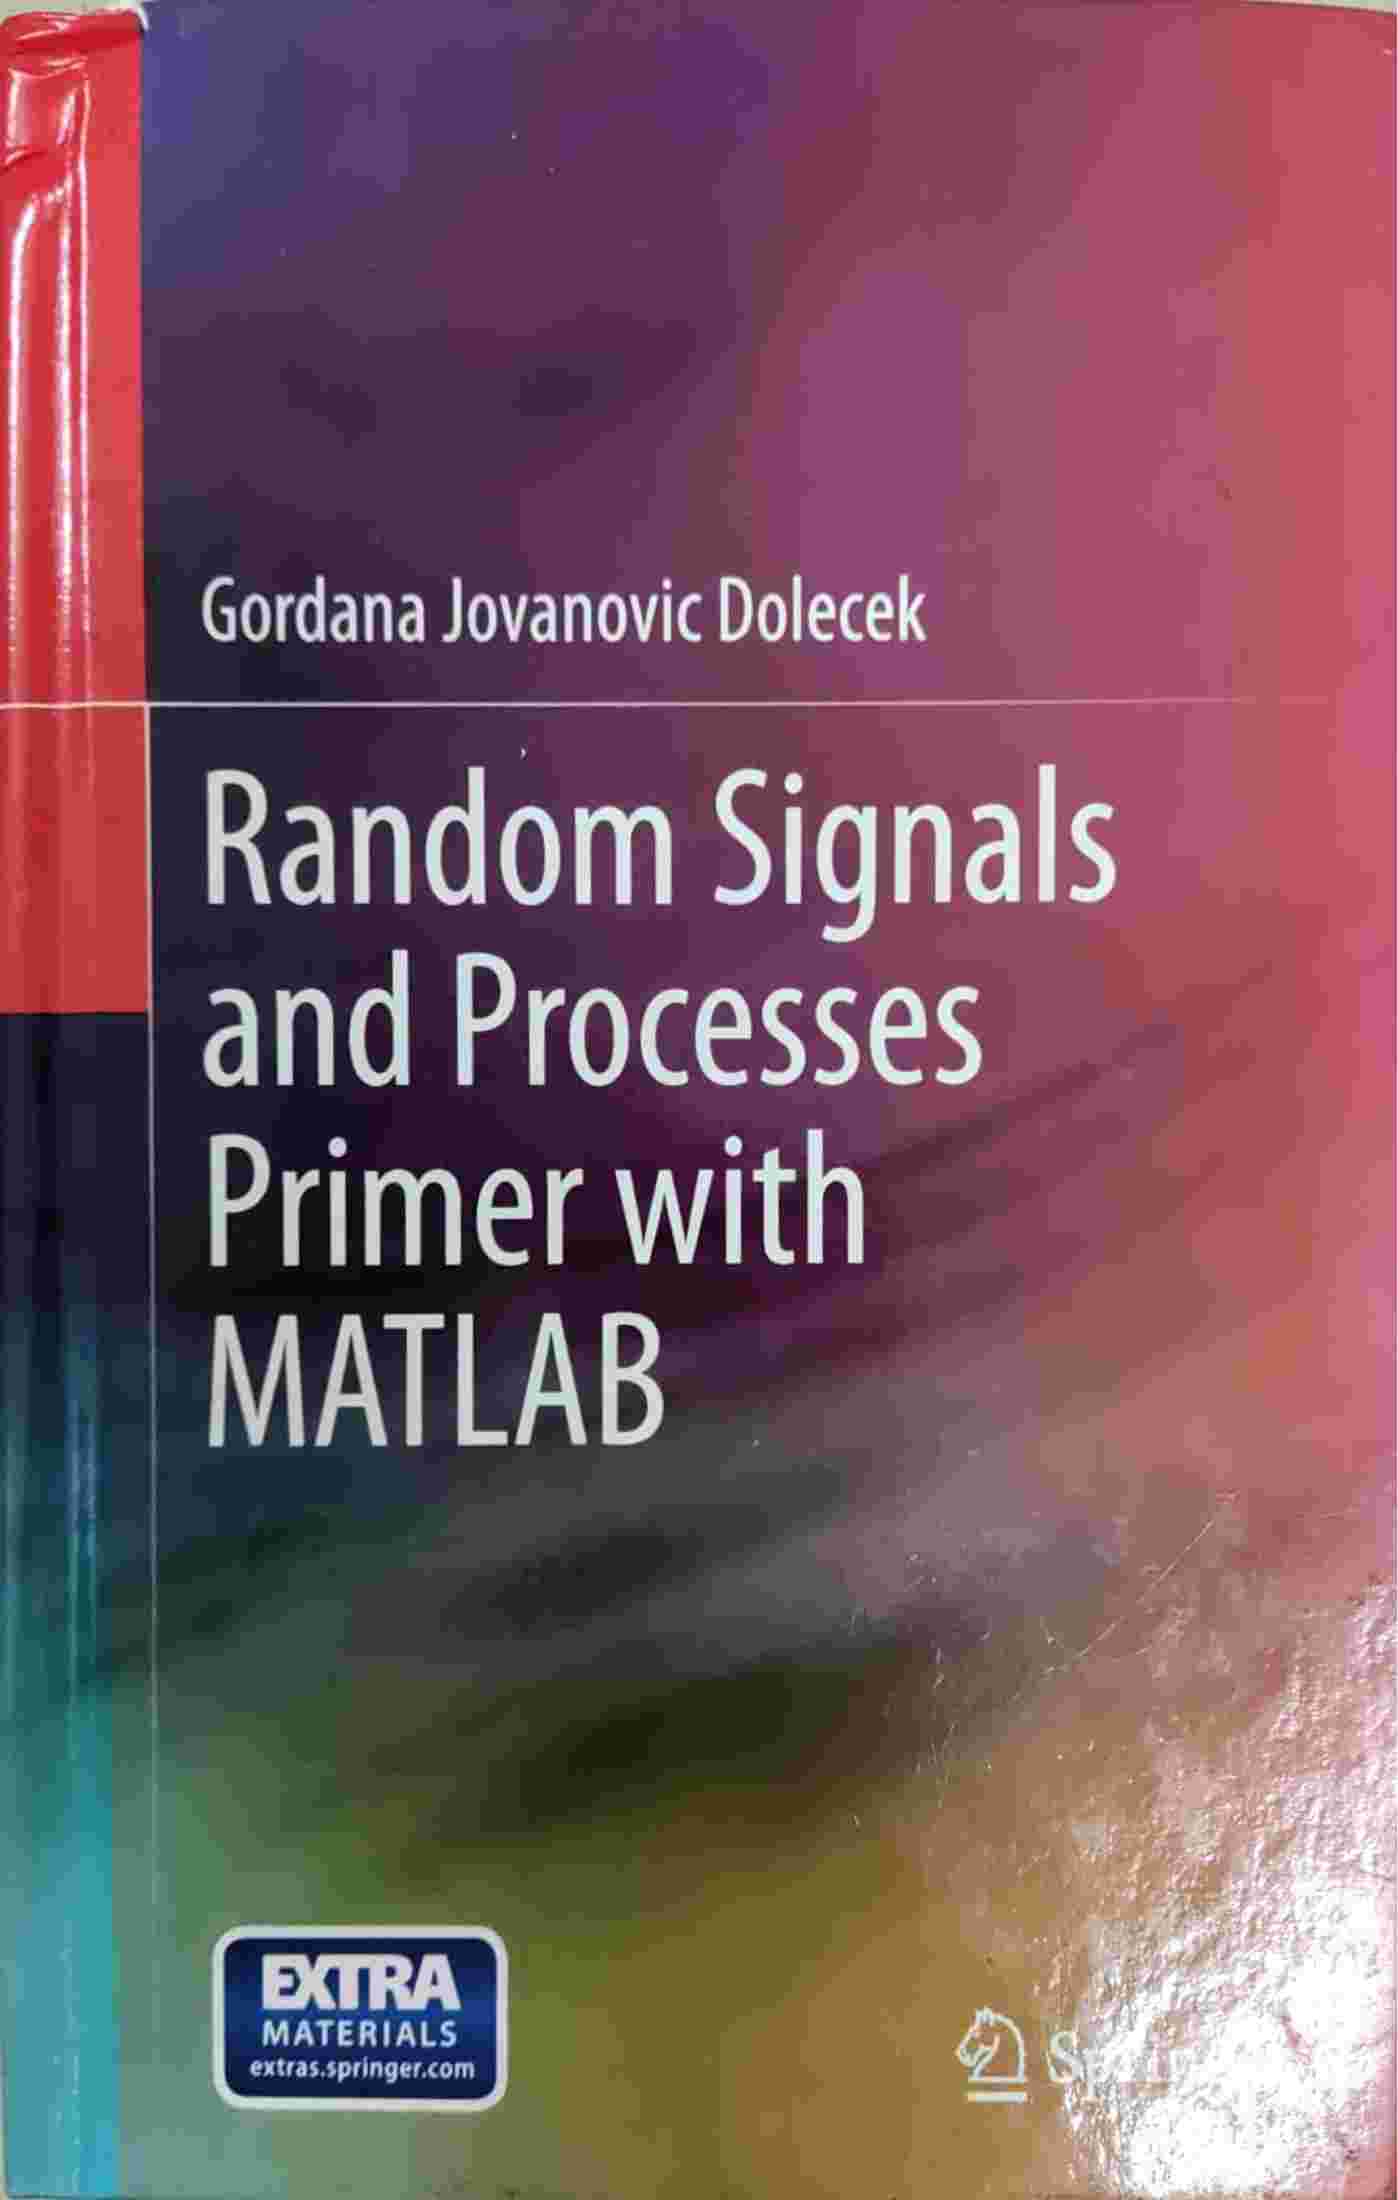 Gordana Jovanovic Dolecek
Random Signals
and Processes
Primer with
MATLAB
EXTRA
MATERIALS
extras.springer.com